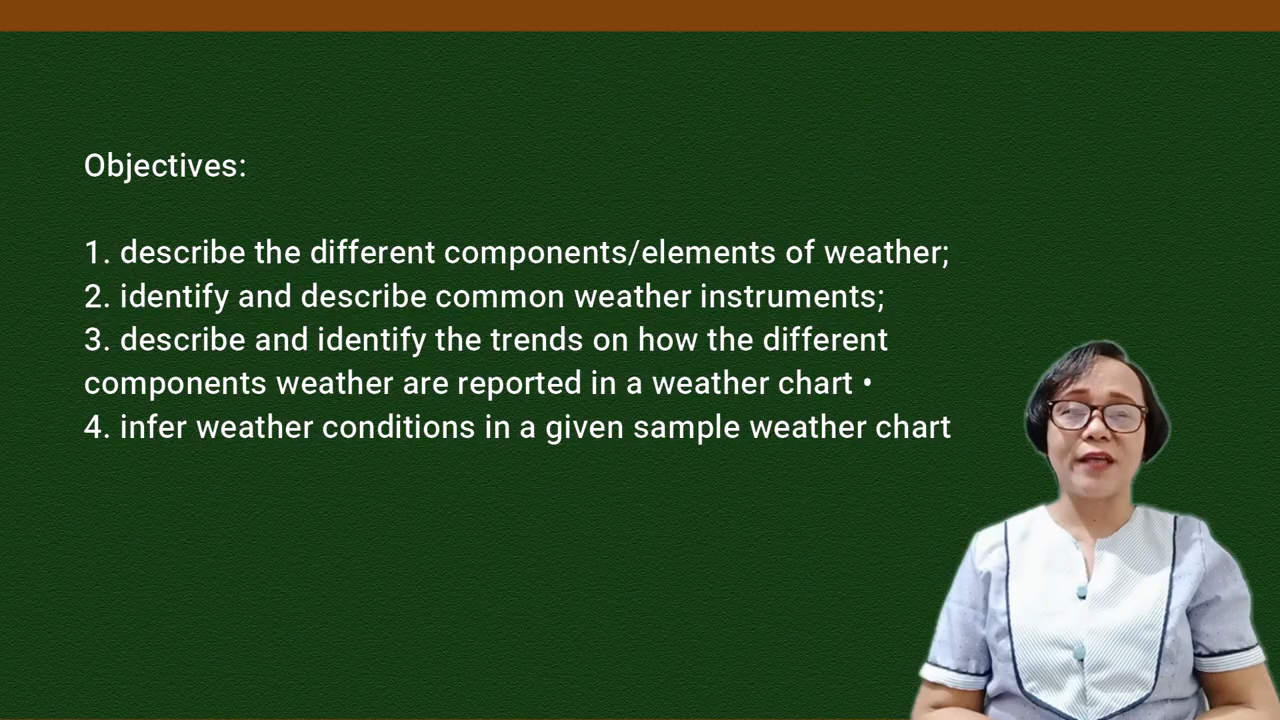 Objectives:
1. describe the different components/elements of weather;
2. identify and describe common weather instruments;
3. describe and identify the trends on how the different
components weather are reported in a weather chart •
4. infer weather conditions in a given sample weather chart